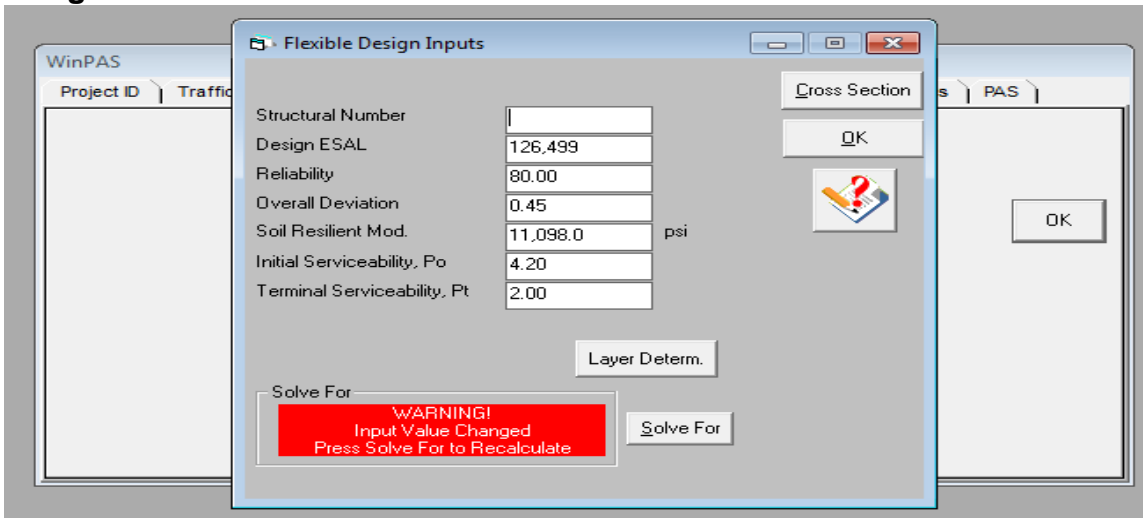 Flexible Design Inputs
WinPAS
Project ID
Traffic
s
PAS
Cross Section
OK
Structural Number
Design ESAL 126,499
Reliability 80.00
Overall Deviation 0.45
Soil Resilient Mod. 11,098.0 psi
Initial Serviceability, Po 4.20
Terminal Serviceability, Pt 2.00
OK
Layer Determ.
Solve For
WARNING!
Input Value Changed
Press Solve For to Recalculate
Solve For